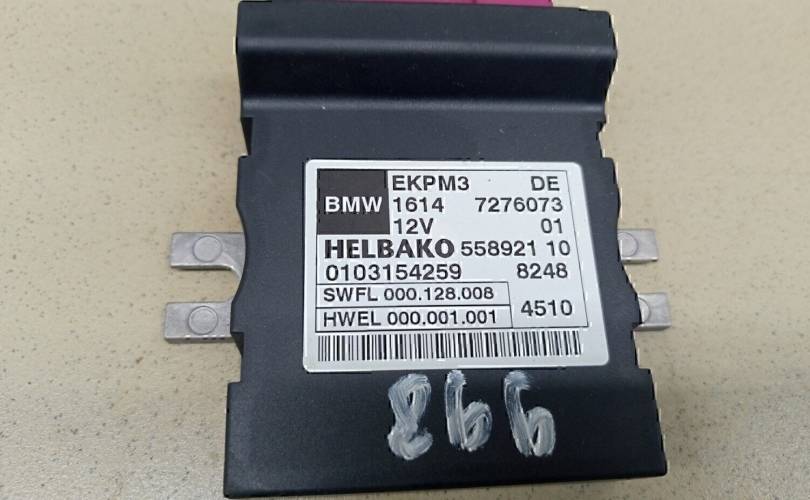 EKPM3 DE
BMW 1614 7276073
12V 01
HELBAKO 558921 10
0103154259 8248
SWFL 000.128.008
HWEL 000.001.001 4510
866